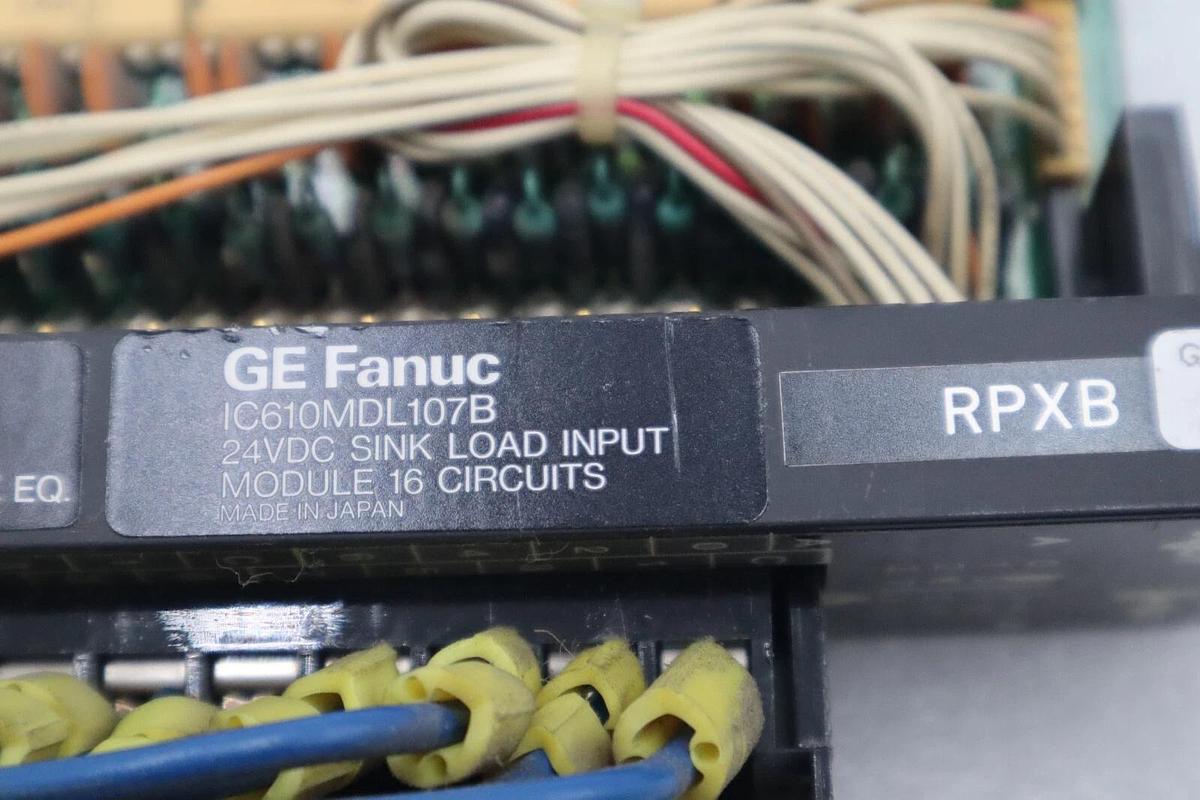 GE Fanuc
IC610MDL107B
24VDC SINK LOAD INPUT
MODULE 16 CIRCUITS
MADE IN JAPAN
EQ.
RPXB
G